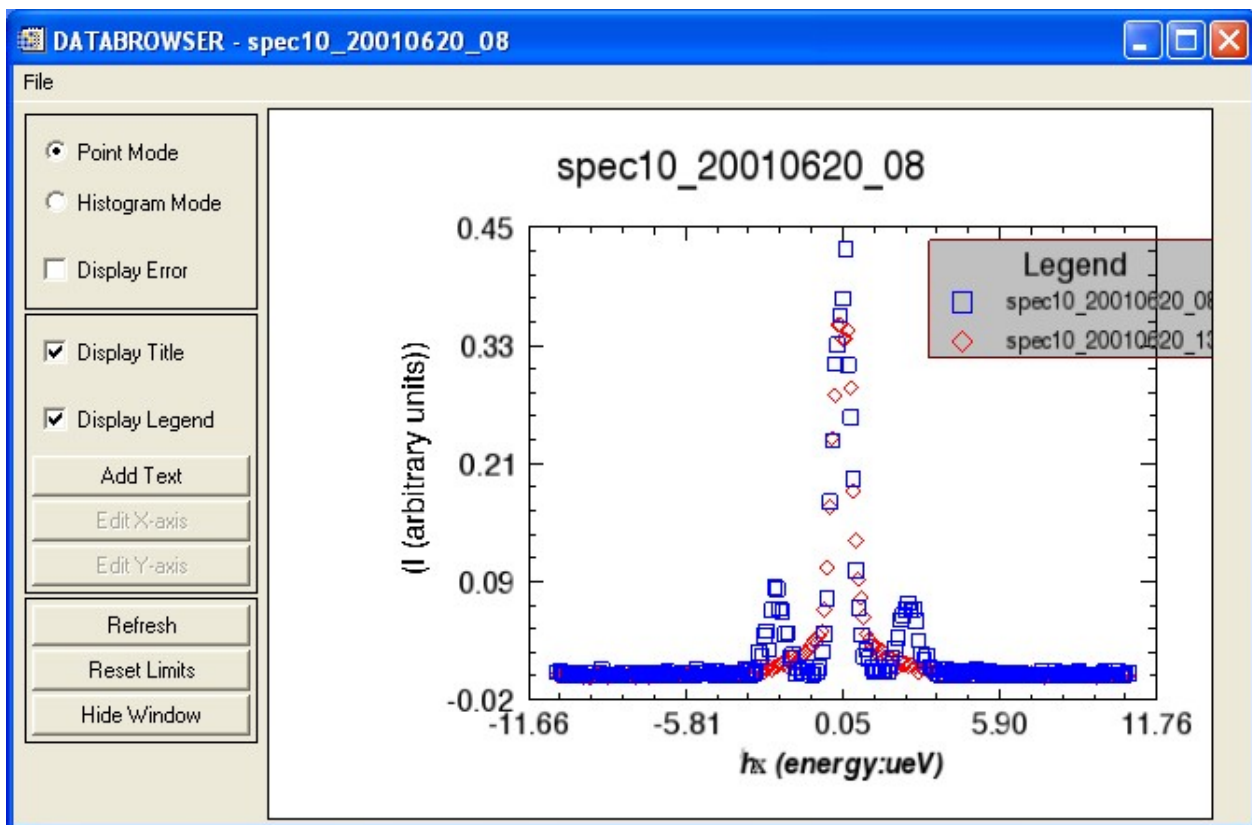 DATABROWSER - spec10_20010620_08
File
Point Mode
Histogram Mode
Display Error
Display Title
Display Legend
Add Text
Edit X-axis
Edit Y-axis
Refresh
Reset Limits
Hide Window
spec10_20010620_08
(I (arbitrary units))
0.45
0.33
0.21
0.09
-0.02
-11.66 -5.81 0.05 5.90 11.76
(energy:ueV)
Legend
spec10_20010620_08
spec10_20010620_13